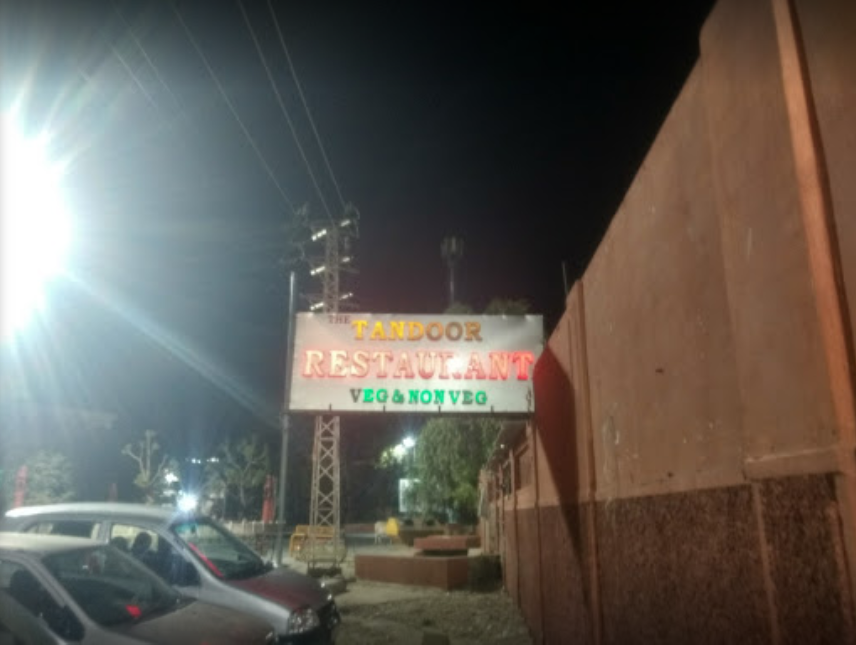 THE TANDOOR
RESTAURANT
VEG & NON VEG